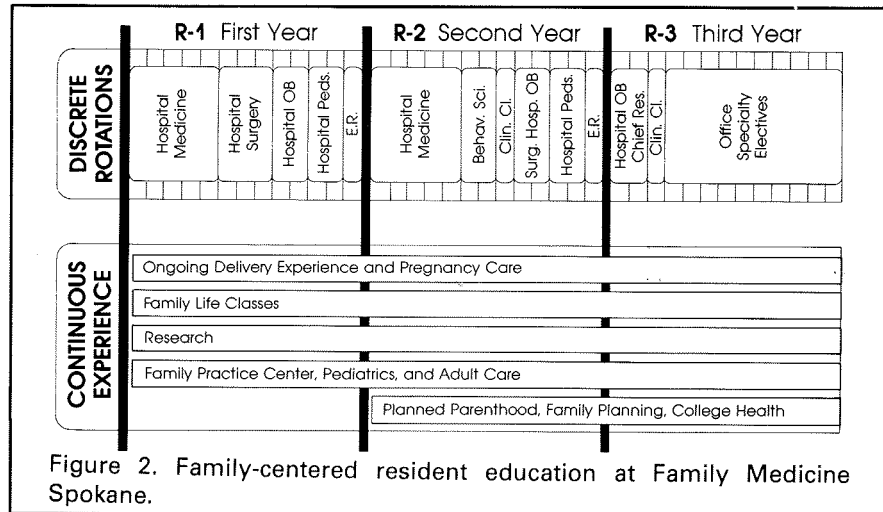 R-1 First Year
R-2 Second Year
R-3 Third Year
DISCRETE
ROTATIONS
Hospital
Medicine
Hospital
Surgery
Hospital OB
Hospital Peds.
E.R.
Hospital
Medicine
Behav. Sci.
Clin. Cl.
Surg. Hosp. OB
Hospital Peds.
E.R.
Hospital OB
Chief Res.
Clin. Cl.
Office
Specialty
Electives
CONTINUOUS
EXPERIENCE
Ongoing Delivery Experience and Pregnancy Care
Family Life Classes
Research
Family Practice Center, Pediatrics, and Adult Care
Planned Parenthood, Family Planning, College Health
Figure 2. Family-centered resident education at Family Medicine
Spokane.